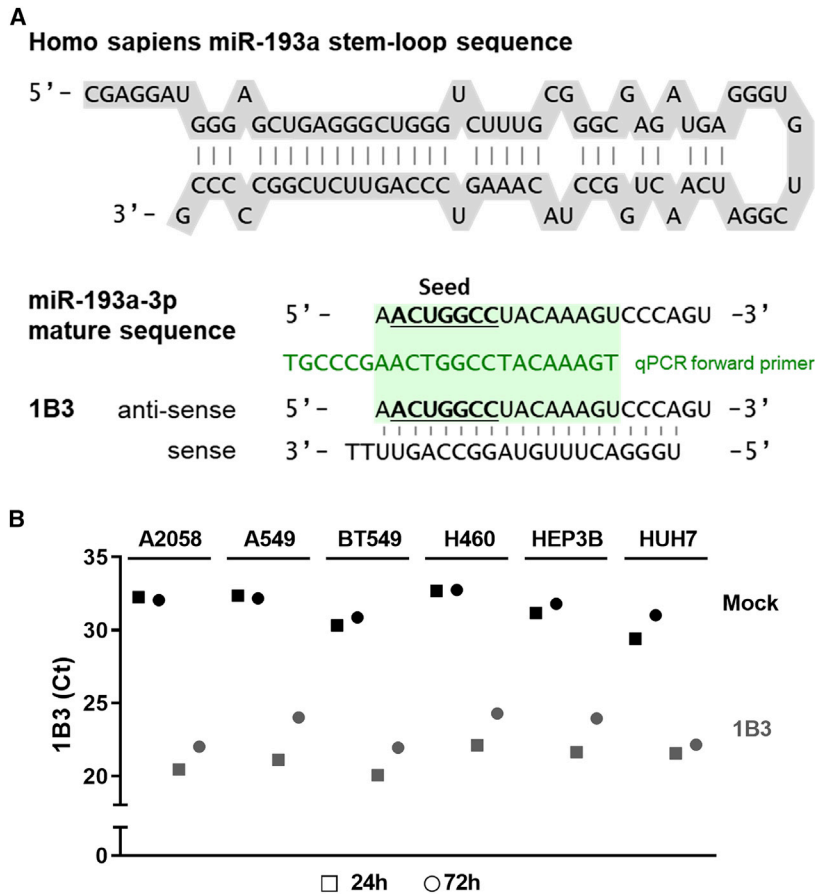 A
Homo sapiens miR-193a stem-loop sequence
5’- CGAGGAU A U CG G A GGGU
GGG GCUGAGGGCUGGG CUUUG GGC AG UGA G
CCC CGGCUCUUGACCC GAAAC CCG UC ACU U
3’- G C U AU G A AGGC
Seed
miR-193a-3p
mature sequence
5’- AACUGGCCUACAAAGUCCCAGU -3’
TGCCCGAACTGGCCTACAAAGT qPCR forward primer
1B3 anti-sense 5’- AACUGGCCUACAAAGUCCCAGU -3’
sense 3’- TTUUGACCGGAUGUUUCAGGGU -5’
B
A2058 A549 BT549 H460 HEP3B HUH7
35
30
25
20
0
1B3 (Ct)
Mock
1B3
24h 72h